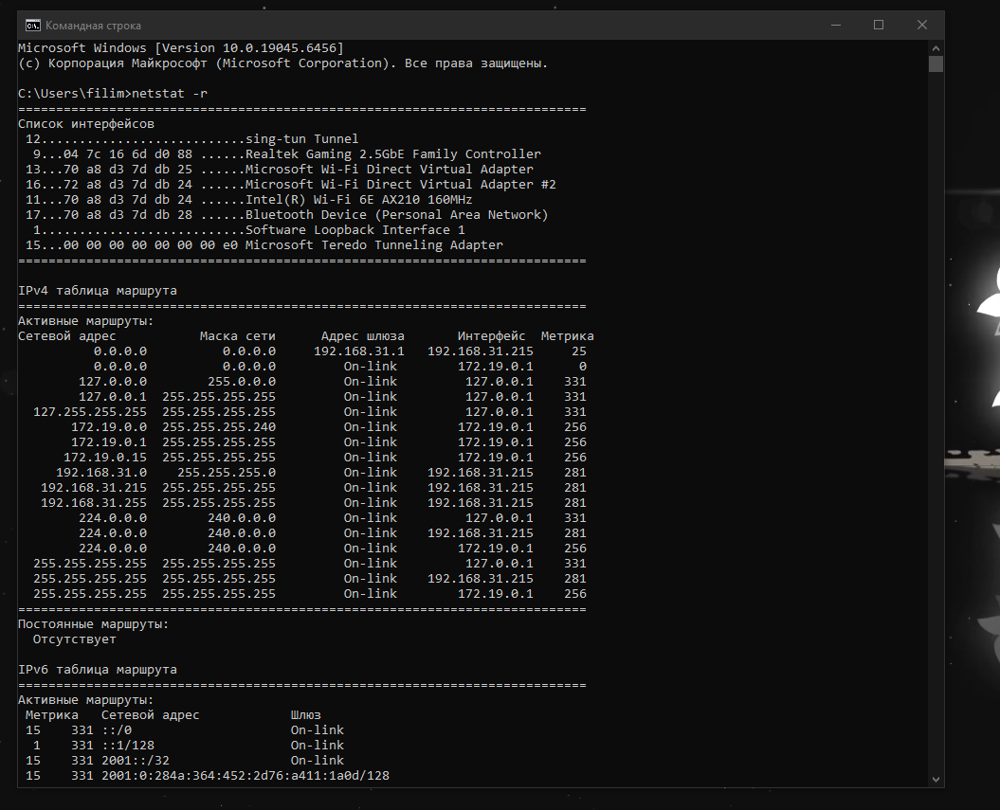 Командная строка
Microsoft Windows [Version 10.0.19045.6456]
(c) Корпорация Майкрософт (Microsoft Corporation). Все права защищены.
C:\Users\filim>netstat -r
===========================================================================
Список интерфейсов
 12...........................sing-tun Tunnel
  9...04 7c 16 6d d0 88 ......Realtek Gaming 2.5GbE Family Controller
 13...70 a8 d3 7d db 25 ......Microsoft Wi-Fi Direct Virtual Adapter
 16...72 a8 d3 7d db 24 ......Microsoft Wi-Fi Direct Virtual Adapter #2
 11...70 a8 d3 7d db 24 ......Intel(R) Wi-Fi 6E AX210 160MHz
 17...70 a8 d3 7d db 28 ......Bluetooth Device (Personal Area Network)
  1...........................Software Loopback Interface 1
 15...00 00 00 00 00 00 00 e0 Microsoft Teredo Tunneling Adapter
===========================================================================
IPv4 таблица маршрута
===========================================================================
Активные маршруты:
Сетевой адрес           Маска сети      Адрес шлюза       Интерфейс  Метрика
          0.0.0.0          0.0.0.0     192.168.31.1   192.168.31.215     25
          0.0.0.0          0.0.0.0         On-link        172.19.0.1      0
        127.0.0.0        255.0.0.0         On-link         127.0.0.1    331
        127.0.0.1  255.255.255.255         On-link         127.0.0.1    331
  127.255.255.255  255.255.255.255         On-link         127.0.0.1    331
       172.19.0.0  255.255.255.240         On-link        172.19.0.1    256
       172.19.0.1  255.255.255.255         On-link        172.19.0.1    256
      172.19.0.15  255.255.255.255         On-link        172.19.0.1    256
     192.168.31.0    255.255.255.0         On-link    192.168.31.215    281
   192.168.31.215  255.255.255.255         On-link    192.168.31.215    281
   192.168.31.255  255.255.255.255         On-link    192.168.31.215    281
        224.0.0.0        240.0.0.0         On-link         127.0.0.1    331
        224.0.0.0        240.0.0.0         On-link    192.168.31.215    281
        224.0.0.0        240.0.0.0         On-link        172.19.0.1    256
  255.255.255.255  255.255.255.255         On-link         127.0.0.1    331
  255.255.255.255  255.255.255.255         On-link    192.168.31.215    281
  255.255.255.255  255.255.255.255         On-link        172.19.0.1    256
===========================================================================
Постоянные маршруты:
  Отсутствует
IPv6 таблица маршрута
===========================================================================
Активные маршруты:
 Метрика   Сетевой адрес            Шлюз
 15    331 ::/0                     On-link
  1    331 ::1/128                  On-link
 15    331 2001::/32                On-link
 15    331 2001:0:284a:364:452:2d76:a411:1a0d/128